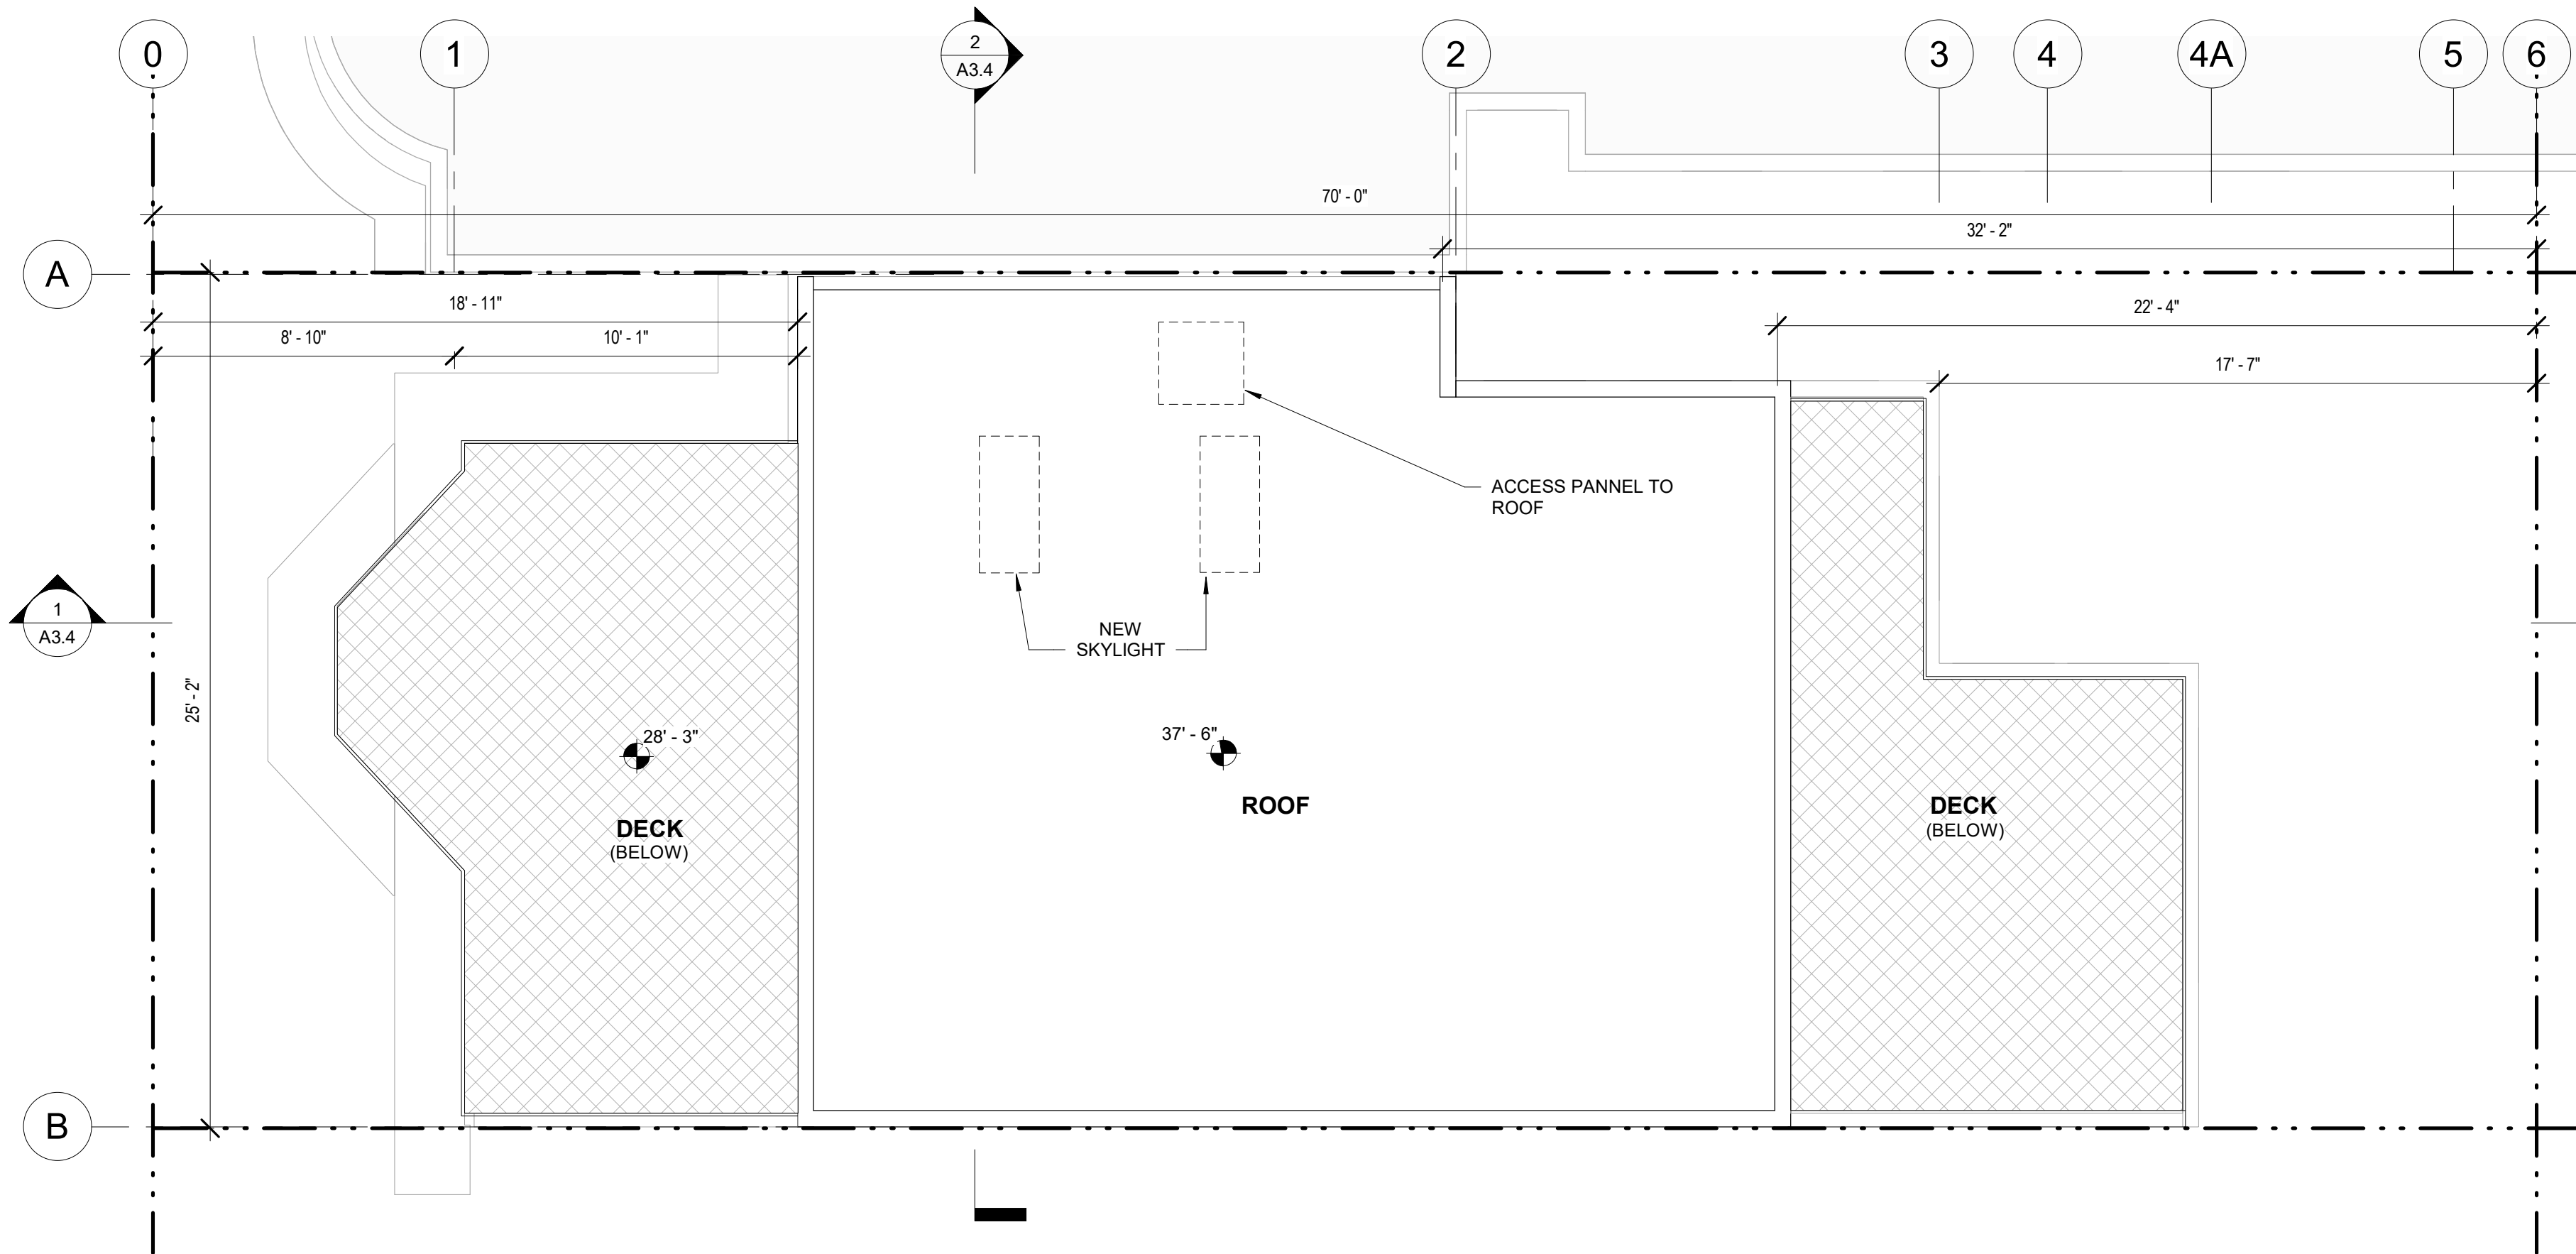 0
1
2
A3.4
2
3
4
4A
5
6
70' - 0"
32' - 2"
A
18' - 11"
22' - 4"
8' - 10"
10' - 1"
17' - 7"
ACCESS PANNEL TO
ROOF
1
A3.4
NEW
SKYLIGHT
25' - 2"
28' - 3"
37' - 6"
ROOF
DECK
(BELOW)
DECK
(BELOW)
B